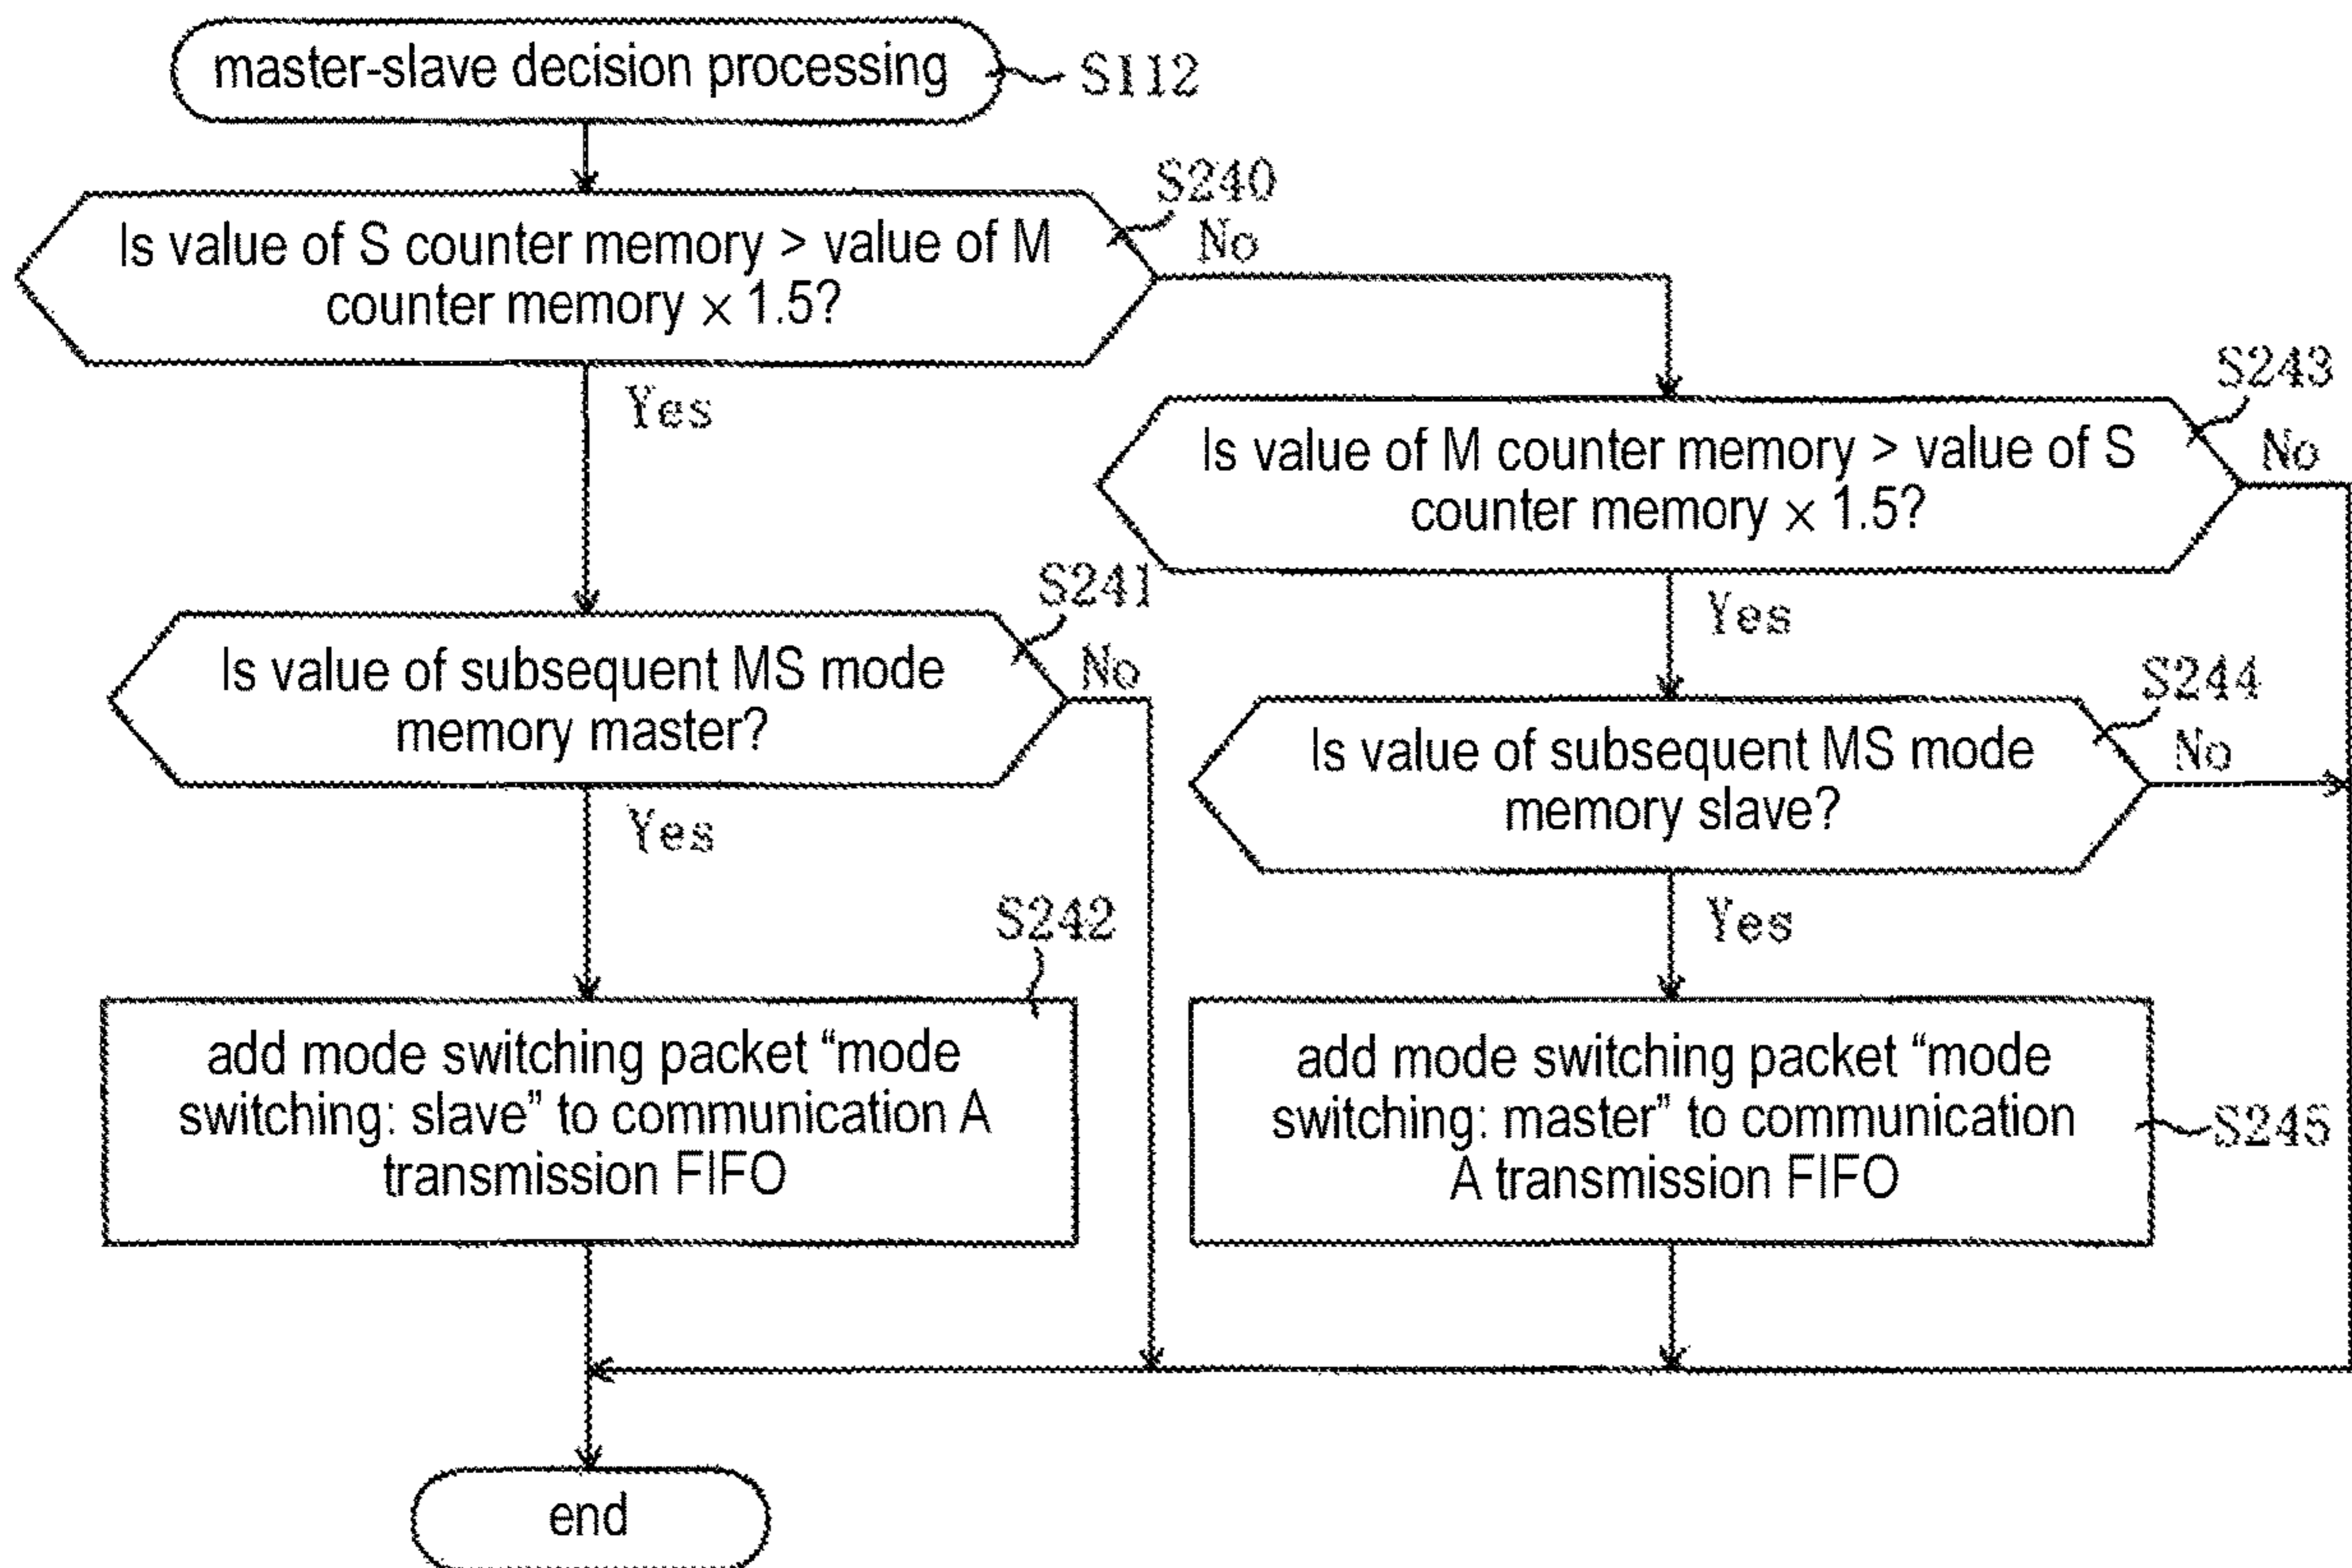 master-slave decision processing
S112
S240
Is value of S counter memory > value of M
counter memory × 1.5?
No
Yes
S243
Is value of M counter memory > value of S
counter memory × 1.5?
No
Yes
S241
Is value of subsequent MS mode
memory master?
No
Yes
S244
Is value of subsequent MS mode
memory slave?
No
Yes
S242
add mode switching packet “mode
switching: slave” to communication A
transmission FIFO
add mode switching packet “mode
switching: master” to communication
A transmission FIFO
S245
end